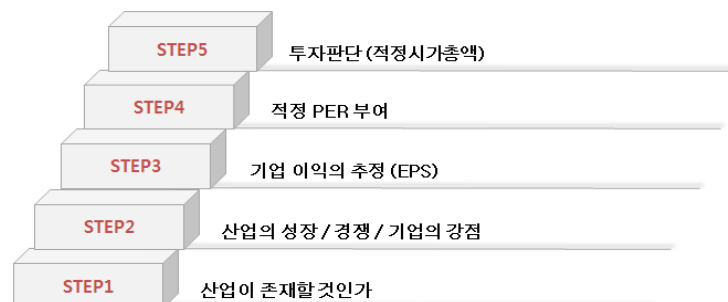 STEP5 투자판단 (적정시가총액)
STEP4 적정 PER 부여
STEP3 기업 이익의 추정 (EPS)
STEP2 산업의 성장 / 경쟁 / 기업의 강점
STEP1 산업이 존재할것인가